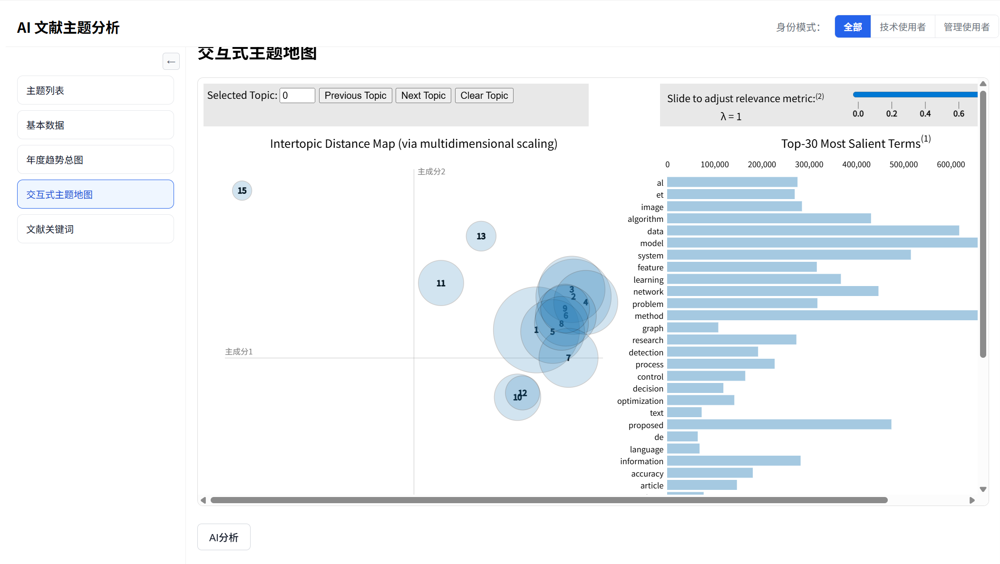 AI 文献主题分析
身份模式：
全部
技术使用者
管理使用者
←
主题列表
基本数据
年度趋势总图
交互式主题地图
文献关键词
交互式主题地图
Selected Topic: 0
Previous Topic
Next Topic
Clear Topic
Slide to adjust relevance metric:(2)
λ = 1
0.0
0.2
0.4
0.6
Intertopic Distance Map (via multidimensional scaling)
主成分2
主成分1
15
13
11
3
2
4
9
6
8
1
5
7
12
10
Top-30 Most Salient Terms(1)
0
100,000
200,000
300,000
400,000
500,000
600,000
al
et
image
algorithm
data
model
system
feature
learning
network
problem
method
graph
research
detection
process
control
decision
optimization
text
proposed
de
language
information
accuracy
article
AI分析